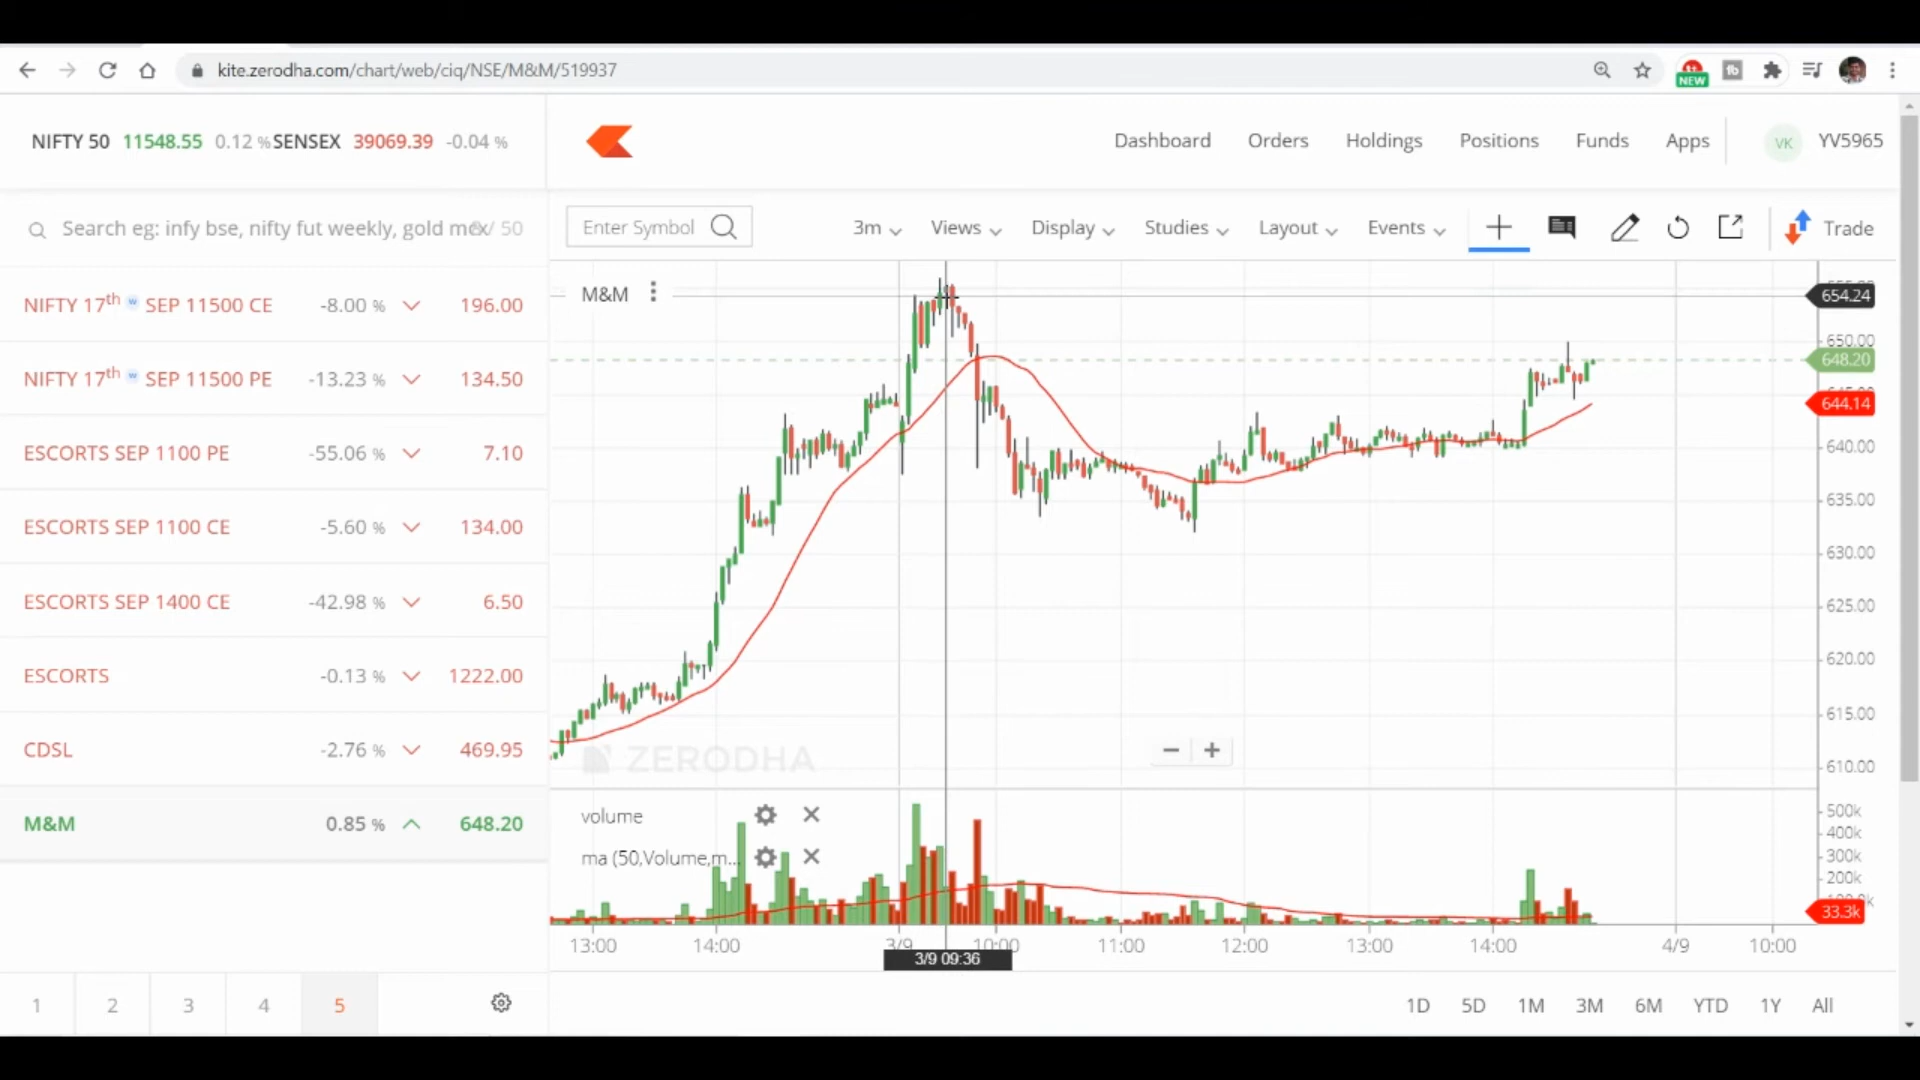 kite.zerodha.com/chart/web/ciq/NSE/M&M/519937
NEW
NIFTY 50 11548.55 0.12 % SENSEX 39069.39 -0.04 %
Dashboard Orders Holdings Positions Funds Apps VK YV5965
Search eg: infy bse, nifty fut weekly, gold mcx / 50
Enter Symbol 3m Views Display Studies Layout Events Trade
NIFTY 17th w SEP 11500 CE -8.00 % 196.00
NIFTY 17th w SEP 11500 PE -13.23 % 134.50
ESCORTS SEP 1100 PE -55.06 % 7.10
ESCORTS SEP 1100 CE -5.60 % 134.00
ESCORTS SEP 1400 CE -42.98 % 6.50
ESCORTS -0.13 % 1222.00
CDSL -2.76 % 469.95
M&M 0.85 % 648.20
1 2 3 4 5
M&M
654.24
650.00
648.20
644.14
640.00
635.00
630.00
625.00
620.00
615.00
610.00
ZERODHA
volume
ma (50,Volume,m...
500k
400k
300k
200k
33.3k
13:00 14:00 3/9 10:00 11:00 12:00 13:00 14:00 4/9 10:00
3/9 09:36
1D 5D 1M 3M 6M YTD 1Y All